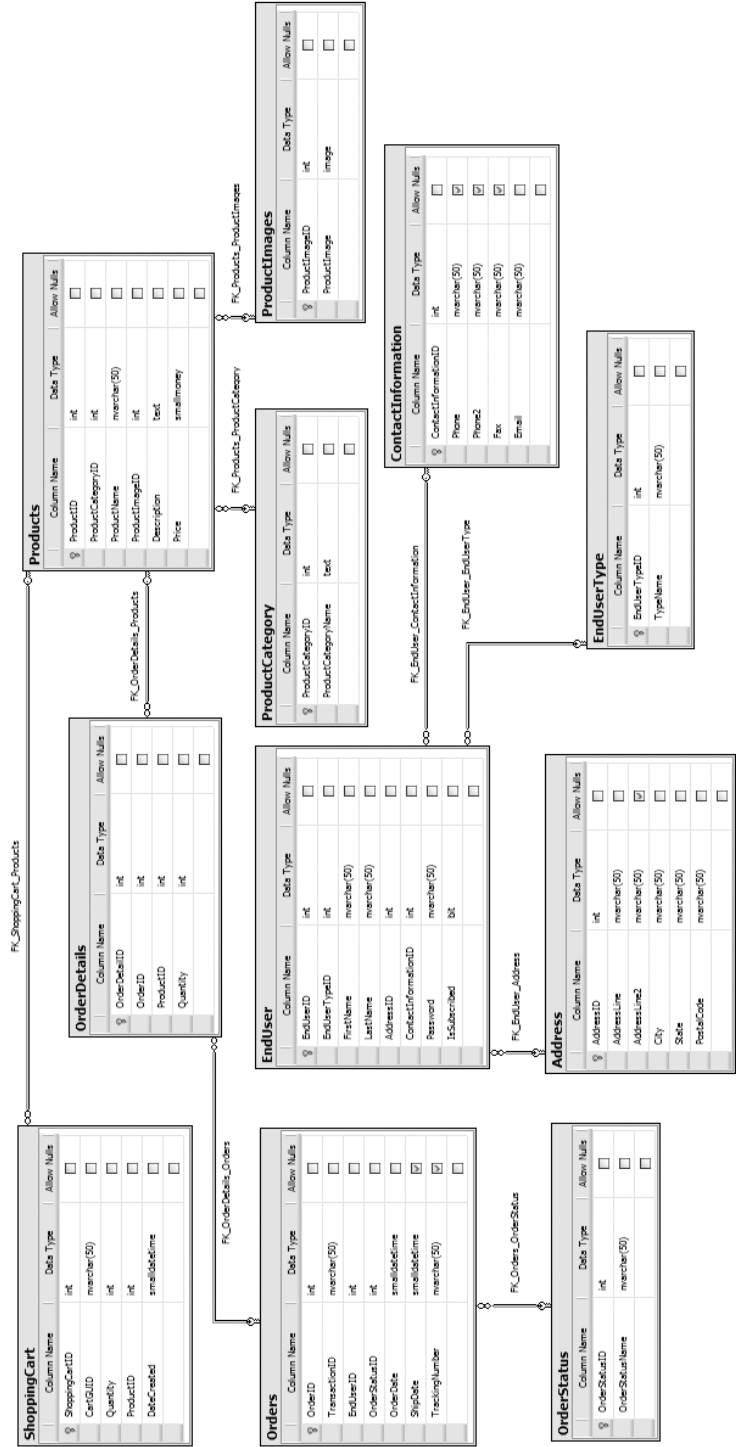 FK_ShoppingCart_Products
ShoppingCart
Column Name Data Type Allow Nulls
ShoppingCartID int
CartGUID nvarchar(50)
Quantity int
ProductID int
DateCreated smalldatetime
OrderDetails
Column Name Data Type Allow Nulls
OrderDetailID int
OrderID int
ProductID int
Quantity int
FK_OrderDetails_Products
Products
Column Name Data Type Allow Nulls
ProductID int
ProductCategoryID int
ProductName nvarchar(50)
ProductImageID int
Description text
Price smallmoney
FK_OrderDetails_Orders
FK_Products_ProductCategory
FK_Products_ProductImages
Orders
Column Name Data Type Allow Nulls
OrderID int
TransactionID nvarchar(50)
EndUserID int
OrderStatusID int
OrderDate smalldatetime
ShipDate smalldatetime
TrackingNumber nvarchar(50)
EndUser
Column Name Data Type Allow Nulls
EndUserID int
EndUserTypeID int
FirstName nvarchar(50)
LastName nvarchar(50)
AddressID int
ContactInformationID int
Password nvarchar(50)
IsSubscribed bit
ProductCategory
Column Name Data Type Allow Nulls
ProductCategoryID int
ProductCategoryName text
ProductImages
Column Name Data Type Allow Nulls
ProductImageID int
ProductImage image
FK_EndUser_ContactInformation
ContactInformation
Column Name Data Type Allow Nulls
ContactInformationID int
Phone nvarchar(50)
Phone2 nvarchar(50)
Fax nvarchar(50)
Email nvarchar(50)
FK_EndUser_EndUserType
FK_Orders_OrderStatus
FK_EndUser_Address
OrderStatus
Column Name Data Type Allow Nulls
OrderStatusID int
OrderStatusName nvarchar(50)
Address
Column Name Data Type Allow Nulls
AddressID int
AddressLine nvarchar(50)
AddressLine2 nvarchar(50)
City nvarchar(50)
State nvarchar(50)
PostalCode nvarchar(50)
EndUserType
Column Name Data Type Allow Nulls
EndUserTypeID int
TypeName nvarchar(50)